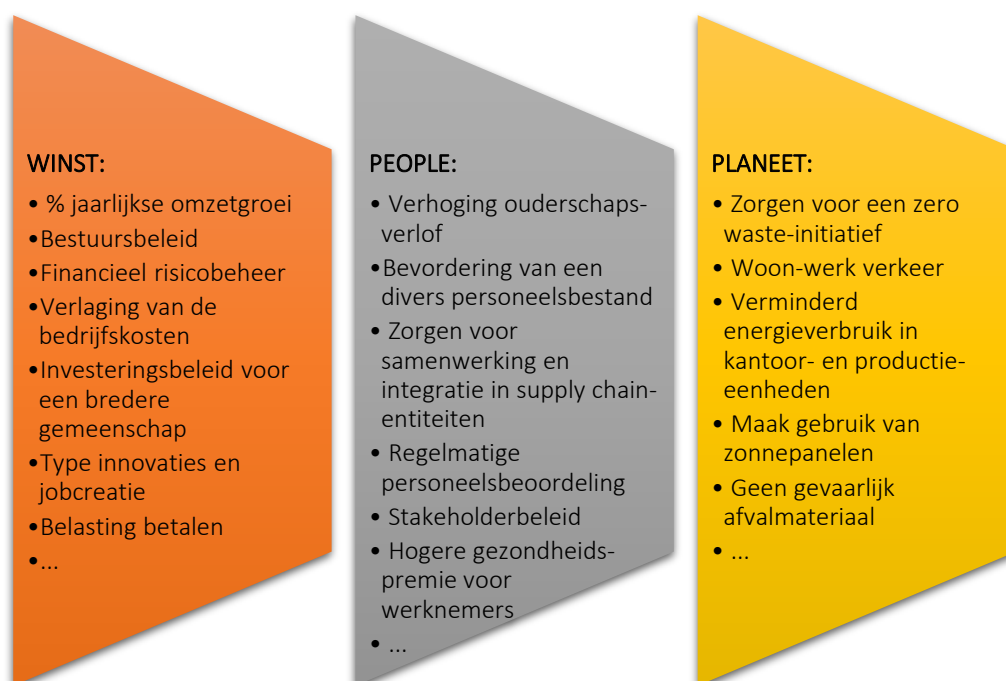 WINST:
• % jaarlijkse omzetgroei
•Bestuursbeleid
•Financieel risicobeheer
•Verlaging van de
bedrijfskosten
•Investeringsbeleid voor
een bredere
gemeenschap
•Type innovaties en
jobcreatie
•Belasting betalen
•...
PEOPLE:
• Verhoging ouderschaps-
verlof
•Bevordering van een
divers personeelsbestand
• Zorgen voor
samenwerking en
integratie in supply chain-
entiteiten
• Regelmatige
personeelsbeoordeling
• Stakeholderbeleid
• Hogere gezondheids-
premie voor
werknemers
• ...
PLANEET:
• Zorgen voor een zero
waste-initiatief
• Woon-werk verkeer
• Verminderd
energieverbruik in
kantoor- en productie-
eenheden
• Maak gebruik van
zonnepanelen
• Geen gevaarlijk
afvalmateriaal
• ...